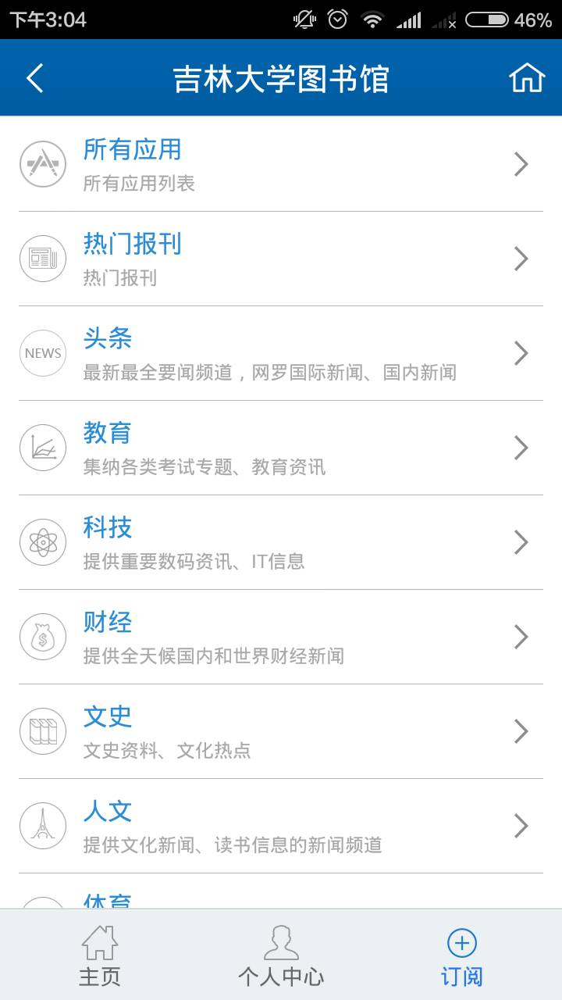 下午3:04
46%
吉林大学图书馆
所有应用
所有应用列表
热门报刊
热门报刊
NEWS
头条
最新最全要闻频道，网罗国际新闻、国内新闻
教育
集纳各类考试专题、教育资讯
科技
提供重要数码资讯、IT信息
财经
提供全天候国内和世界财经新闻
文史
文史资料、文化热点
人文
提供文化新闻、读书信息的新闻频道
体育
主页
个人中心
订阅